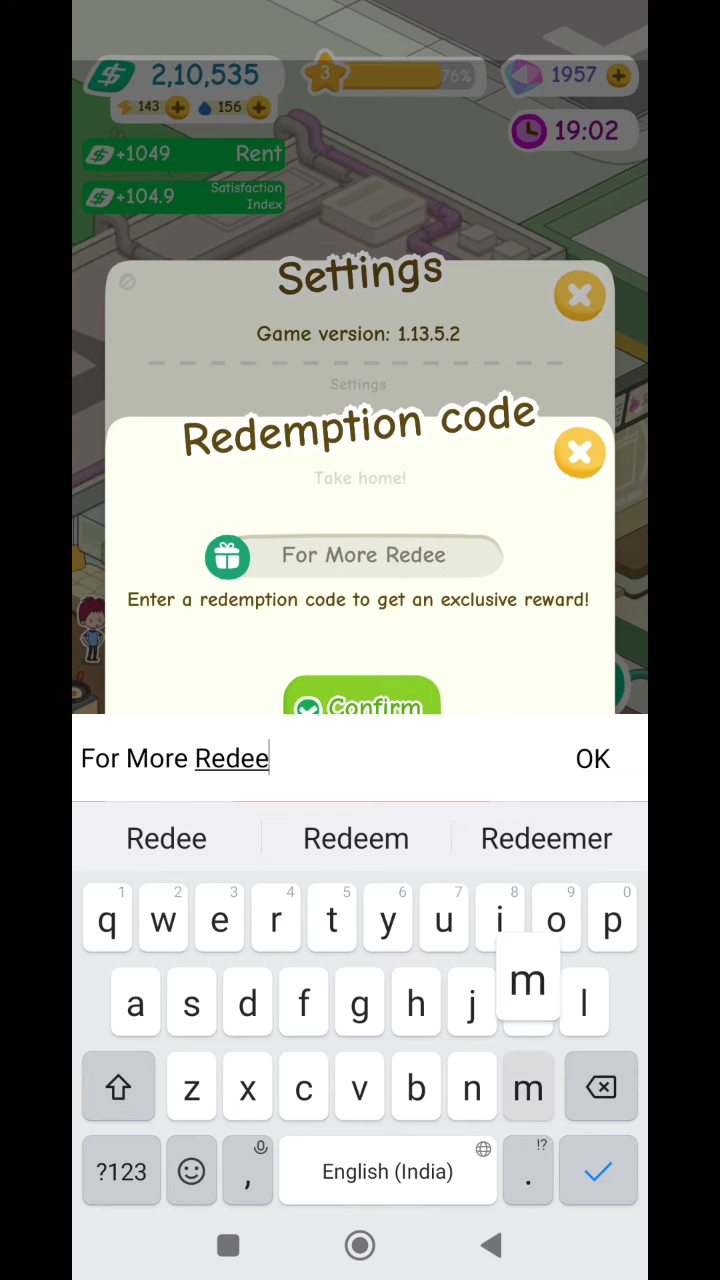 2,10,535
3
76%
1957
143
156
19:02
+1049 Rent
+104.9 Satisfaction Index
Settings
Game version: 1.13.5.2
Settings
Redemption code
Take home!
For More Redee
Enter a redemption code to get an exclusive reward!
Confirm
For More Redee
OK
Redee Redeem Redeemer
1 2 3 4 5 6 7 8 9 0
q w e r t y u i o p
a s d f g h j m l
z x c v b n m
?123 , English (India) . !?